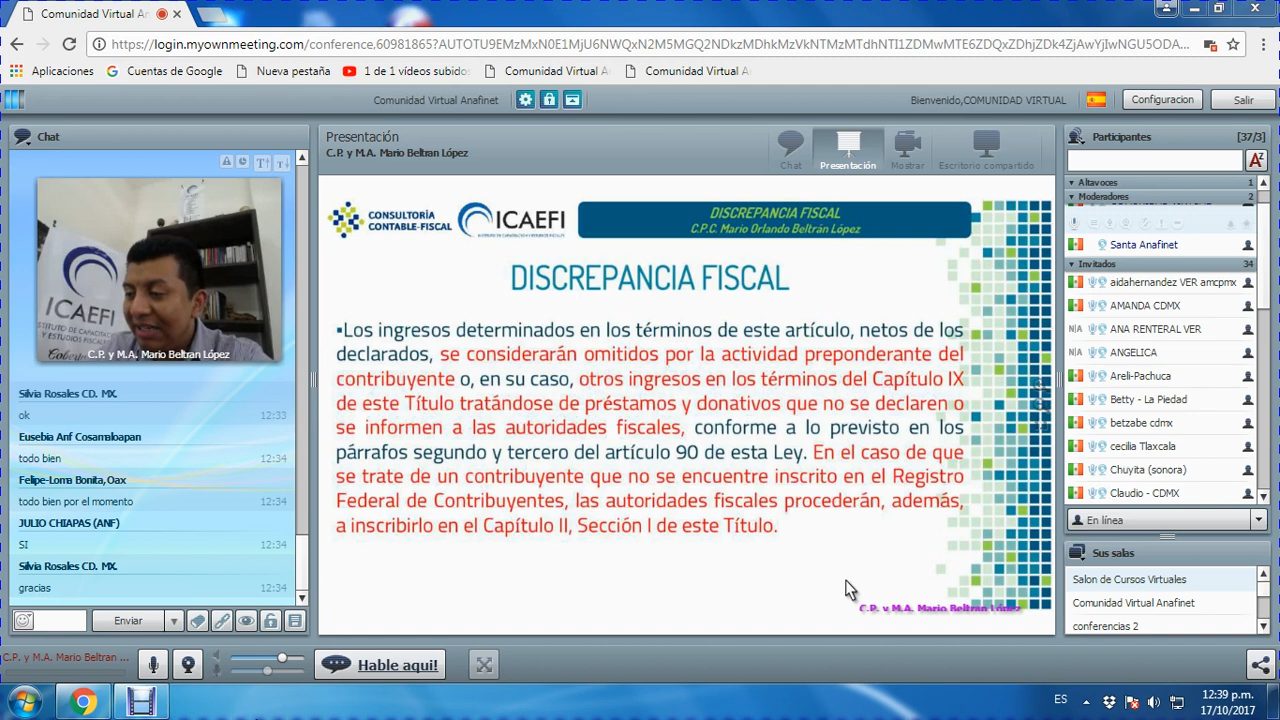 Comunidad Virtual Anafinet
https://login.myownmeeting.com/conference.60981865?
Aplicaciones
Cuentas de Google
Nueva pestaña
1 de 1 vídeos subidos
Comunidad Virtual A
Comunidad Virtual A
Comunidad Virtual Anafinet
Bienvenido,COMUNIDAD VIRTUAL
Configuracion
Salir
Chat
ICAEFI
C.P. y M.A. Mario Beltran López
Silvia Rosales CD. MX.
ok 12:33
Eusebia Anf Cosamaloapan
todo bien 12:34
Felipe-Loma Bonita,Oax
todo bien por el momento 12:34
JULIO CHIAPAS (ANF)
SI 12:34
Silvia Rosales CD. MX.
gracias 12:34
Enviar
C.P. y M.A. Mario Beltran ...
Hable aqui!
Presentación
C.P. y M.A. Mario Beltran López
Chat
Presentación
Mostrar
Escritorio compartido
CONSULTORÍA
CONTABLE-FISCAL
ICAEFI
DISCREPANCIA FISCAL
C.P.C. Mario Orlando Beltrán López
DISCREPANCIA FISCAL
▪Los ingresos determinados en los términos de este artículo, netos de los
declarados, se considerarán omitidos por la actividad preponderante del
contribuyente o, en su caso, otros ingresos en los términos del Capítulo IX
de este Título tratándose de préstamos y donativos que no se declaren o
se informen a las autoridades fiscales, conforme a lo previsto en los
párrafos segundo y tercero del artículo 90 de esta Ley. En el caso de que
se trate de un contribuyente que no se encuentre inscrito en el Registro
Federal de Contribuyentes, las autoridades fiscales procederán, además,
a inscribirlo en el Capítulo II, Sección I de este Título.
C.P. y M.A. Mario Beltran López
Participantes [37/3]
Altavoces 1
Moderadores 2
Santa Anafinet
Invitados 34
aidahernandez VER amcpmx
AMANDA CDMX
N/A ANA RENTERAL VER
N/A ANGELICA
Areli-Pachuca
Betty - La Piedad
betzabe cdmx
cecilia Tlaxcala
Chuyita (sonora)
Claudio - CDMX
En línea
Sus salas
Salon de Cursos Virtuales
Comunidad Virtual Anafinet
conferencias 2
ES
12:39 p.m.
17/10/2017